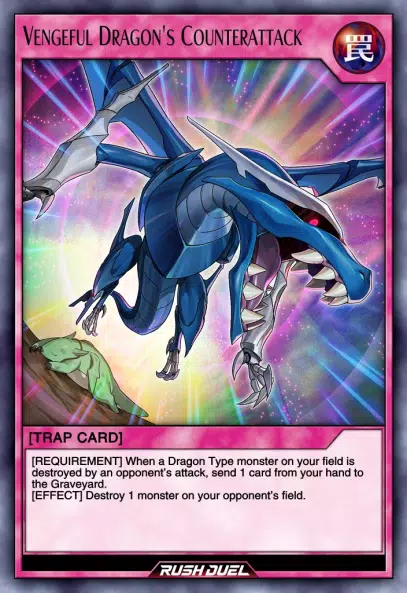 Vengeful Dragon's Counterattack
罠
[TRAP CARD]
[REQUIREMENT] When a Dragon Type monster on your field is
destroyed by an opponent's attack, send 1 card from your hand to
the Graveyard.
[EFFECT] Destroy 1 monster on your opponent's field.
RUSH DUEL